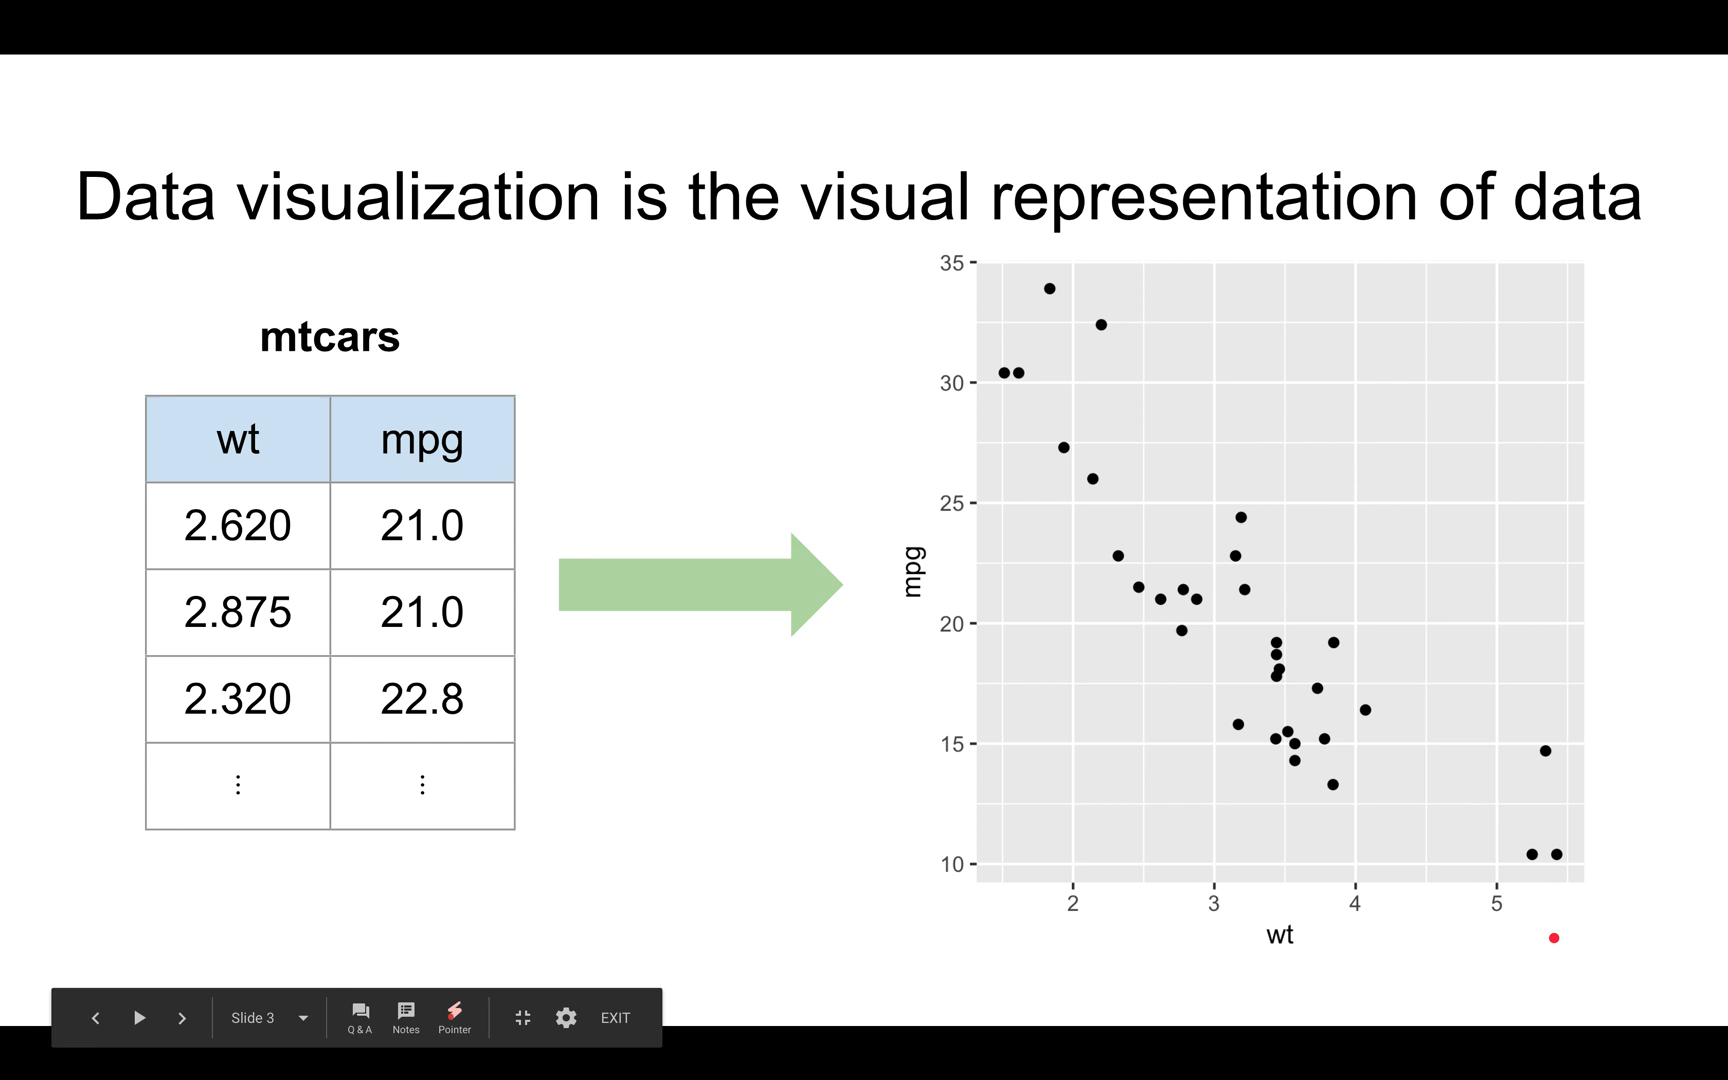 Data visualization is the visual representation of data
mtcars
wt mpg
2.620 21.0
2.875 21.0
2.320 22.8
⋮ ⋮
35
30
25
20
15
10
mpg
2 3 4 5
wt
Slide 3
Q & A Notes Pointer
EXIT